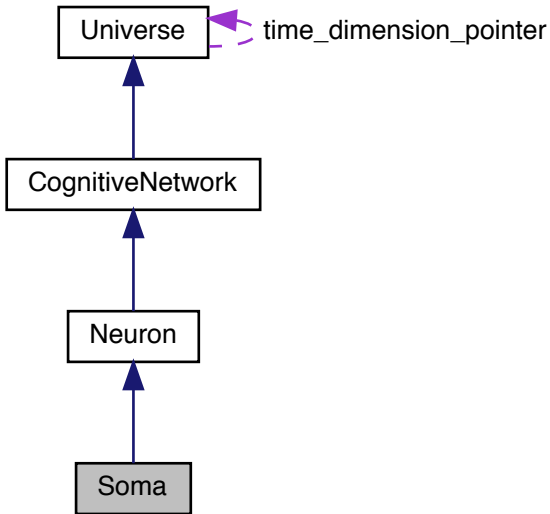 Universe
time_dimension_pointer
CognitiveNetwork
Neuron
Soma